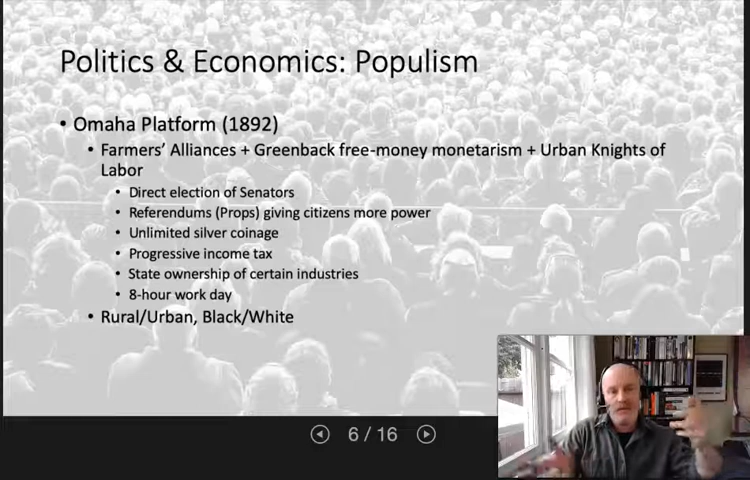 Politics & Economics: Populism
• Omaha Platform (1892)
• Farmers' Alliances + Greenback free-money monetarism + Urban Knights of
Labor
• Direct election of Senators
• Referendums (Props) giving citizens more power
• Unlimited silver coinage
• Progressive income tax
• State ownership of certain industries
• 8-hour work day
• Rural/Urban, Black/White
6 / 16